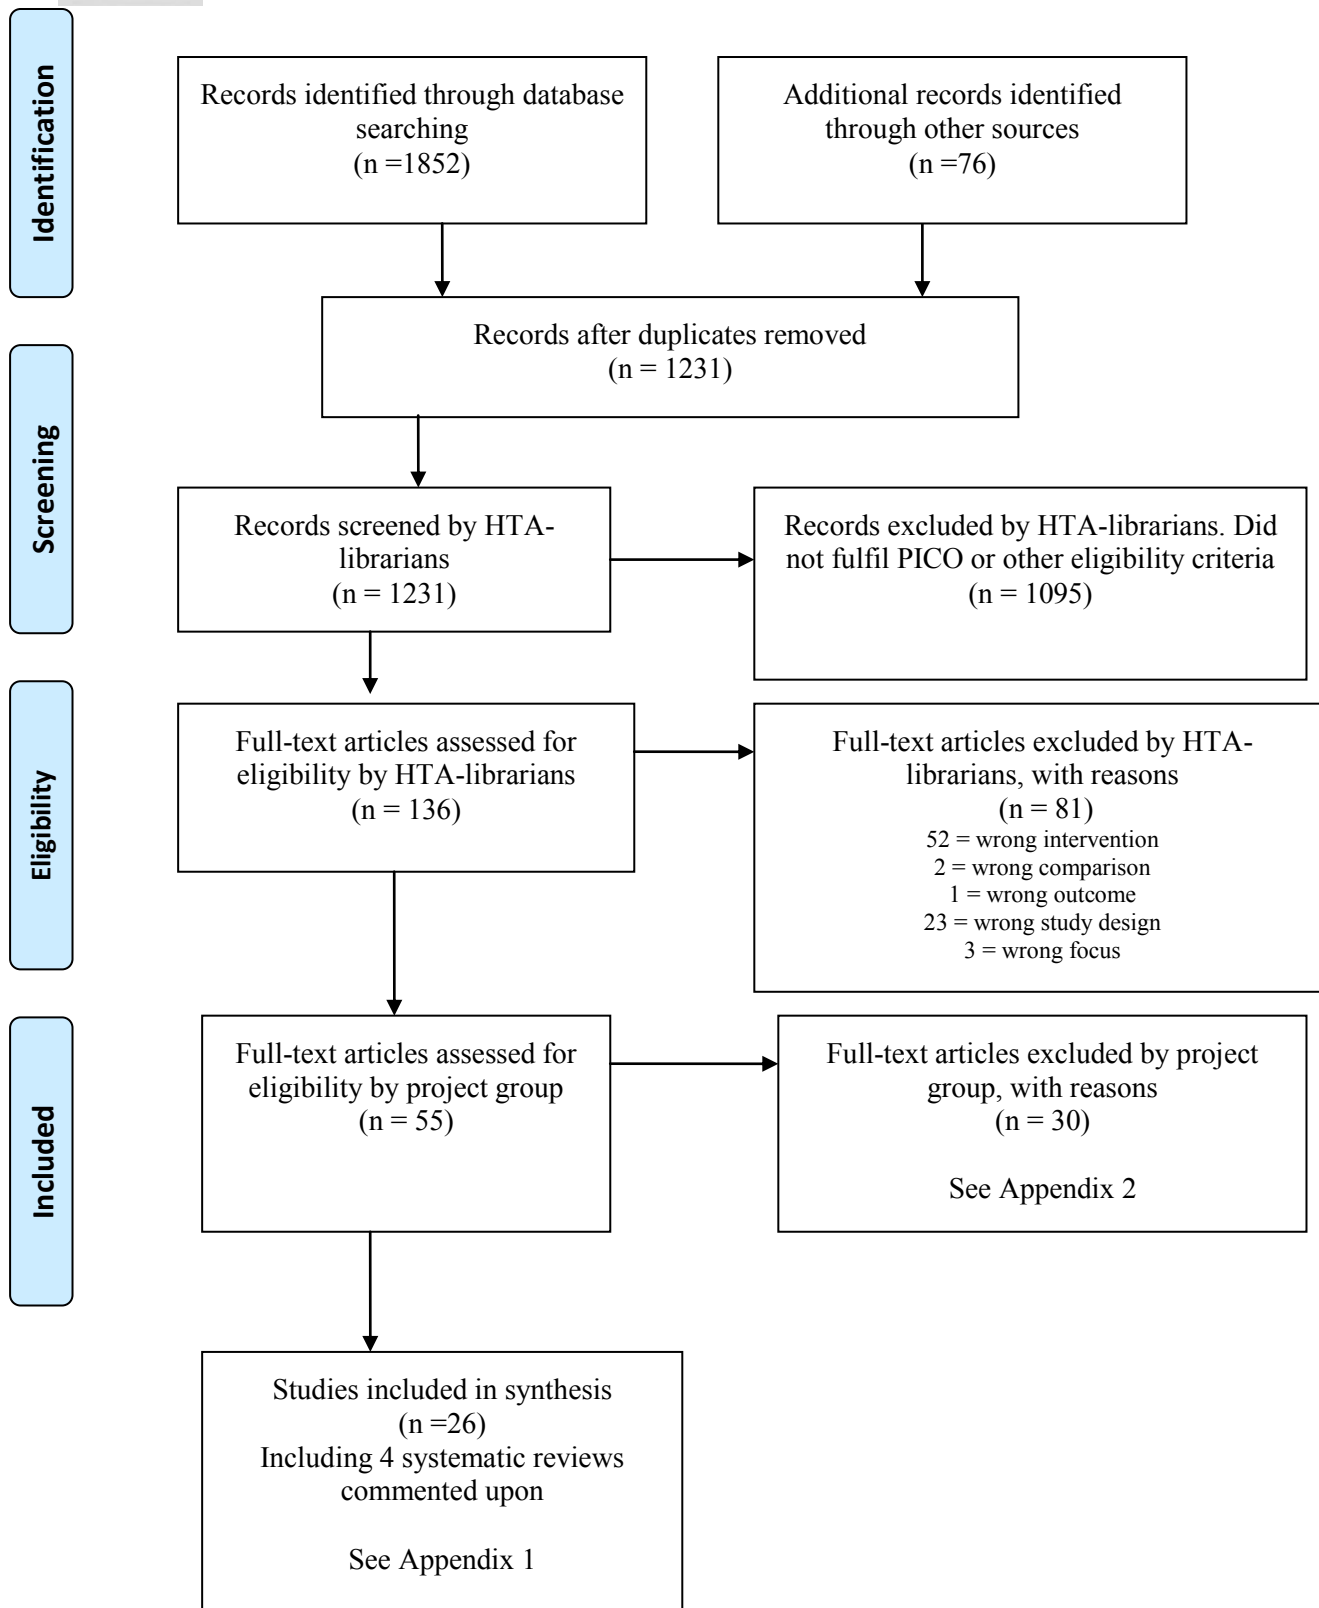 Identification
Records identified through database
searching
(n =1852)
Additional records identified
through other sources
(n =76)
Records after duplicates removed
(n = 1231)
Screening
Records screened by HTA-
librarians
(n = 1231)
Records excluded by HTA-librarians. Did
not fulfil PICO or other eligibility criteria
(n = 1095)
Eligibility
Full-text articles assessed for
eligibility by HTA-librarians
(n = 136)
Full-text articles excluded by HTA-
librarians, with reasons
(n = 81)
52 = wrong intervention
2 = wrong comparison
1 = wrong outcome
23 = wrong study design
3 = wrong focus
Included
Full-text articles assessed for
eligibility by project group
(n = 55)
Full-text articles excluded by project
group, with reasons
(n = 30)
See Appendix 2
Studies included in synthesis
(n =26)
Including 4 systematic reviews
commented upon
See Appendix 1